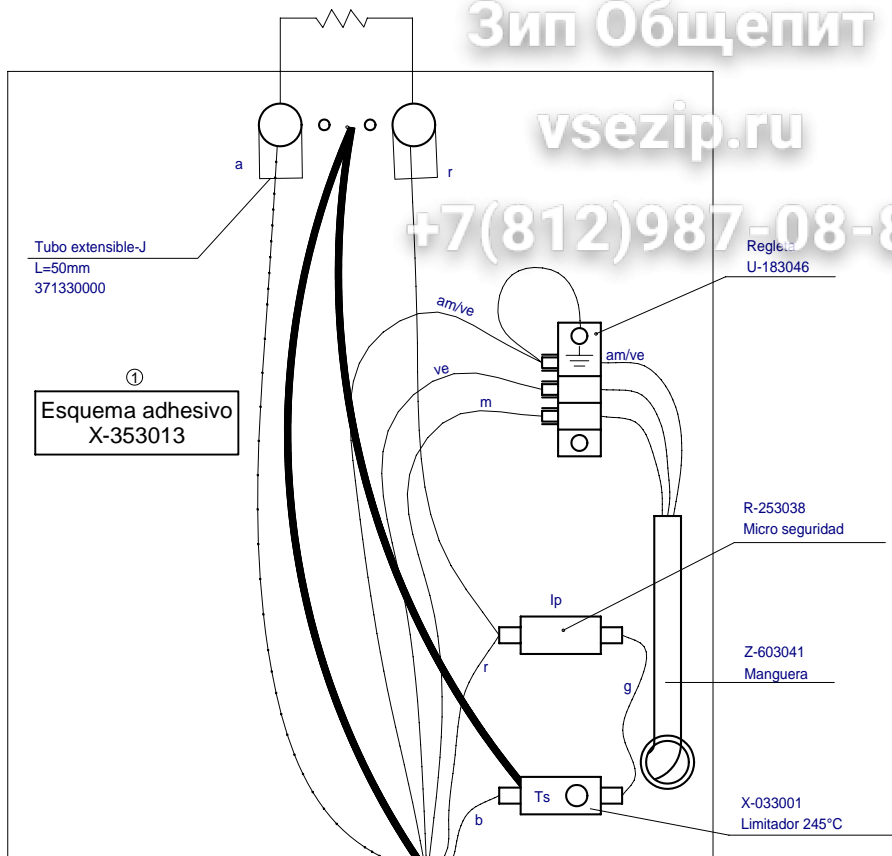 Зип Общепит
vsezip.ru
+7(812)987-08-8
a
r
Tubo extensible-J
L=50mm
371330000
Regleta
U-183046
am/ve
am/ve
ve
m
1
Esquema adhesivo
X-353013
R-253038
Micro seguridad
Ip
r
g
Z-603041
Manguera
Ts
b
X-033001
Limitador 245°C